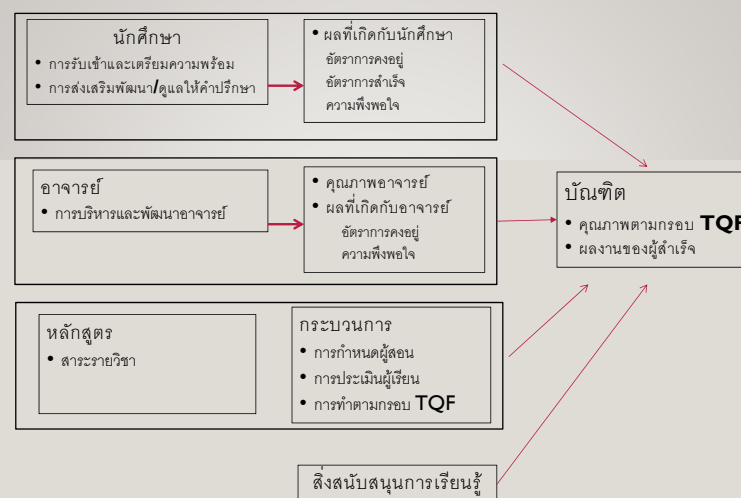 นักศึกษา
• การรับเข้าและเตรียมความพร้อม
• การส่งเสริมพัฒนา/ดูแลให้คำปรึกษา
• ผลที่เกิดกับนักศึกษา
อัตราการคงอยู่
อัตราการสำเร็จ
ความพึงพอใจ
อาจารย์
• การบริหารและพัฒนาอาจารย์
• คุณภาพอาจารย์
• ผลที่เกิดกับอาจารย์
อัตราการคงอยู่
ความพึงพอใจ
บัณฑิต
• คุณภาพตามกรอบ TQF
• ผลงานของผู้สำเร็จ
หลักสูตร
• สาระรายวิชา
กระบวนการ
• การกำหนดผู้สอน
• การประเมินผู้เรียน
• การทำตามกรอบ TQF
สิ่งสนับสนุนการเรียนรู้